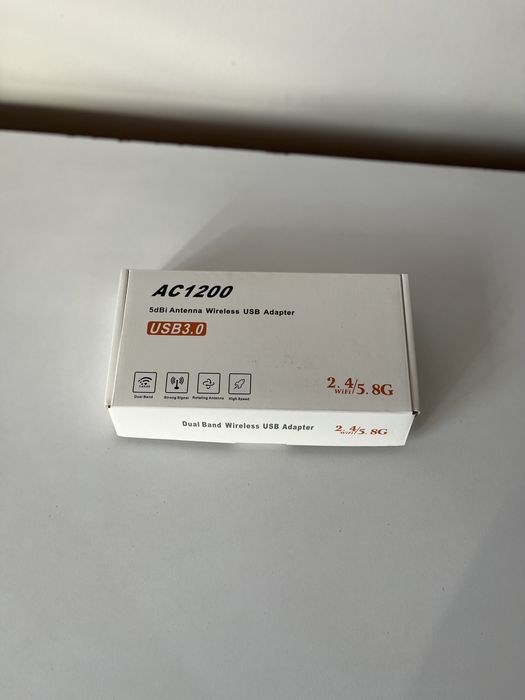 AC1200
5dBi Antenna Wireless USB Adapter
USB3.0
Dual Band Strong Signal Rotating Antenna High Speed
2.4/5.8G
WiFi
Dual Band Wireless USB Adapter
2.4/5.8G
WiFi